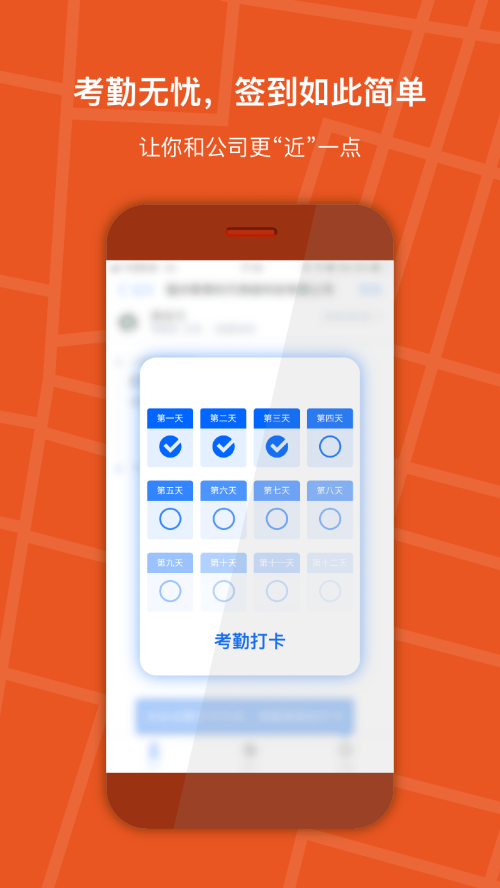 考勤无忧，签到如此简单
让你和公司更“近”一点
第一天 第二天 第三天 第四天
第五天 第六天 第七天 第八天
第九天 第十天 第十一天 第十二天
考勤打卡